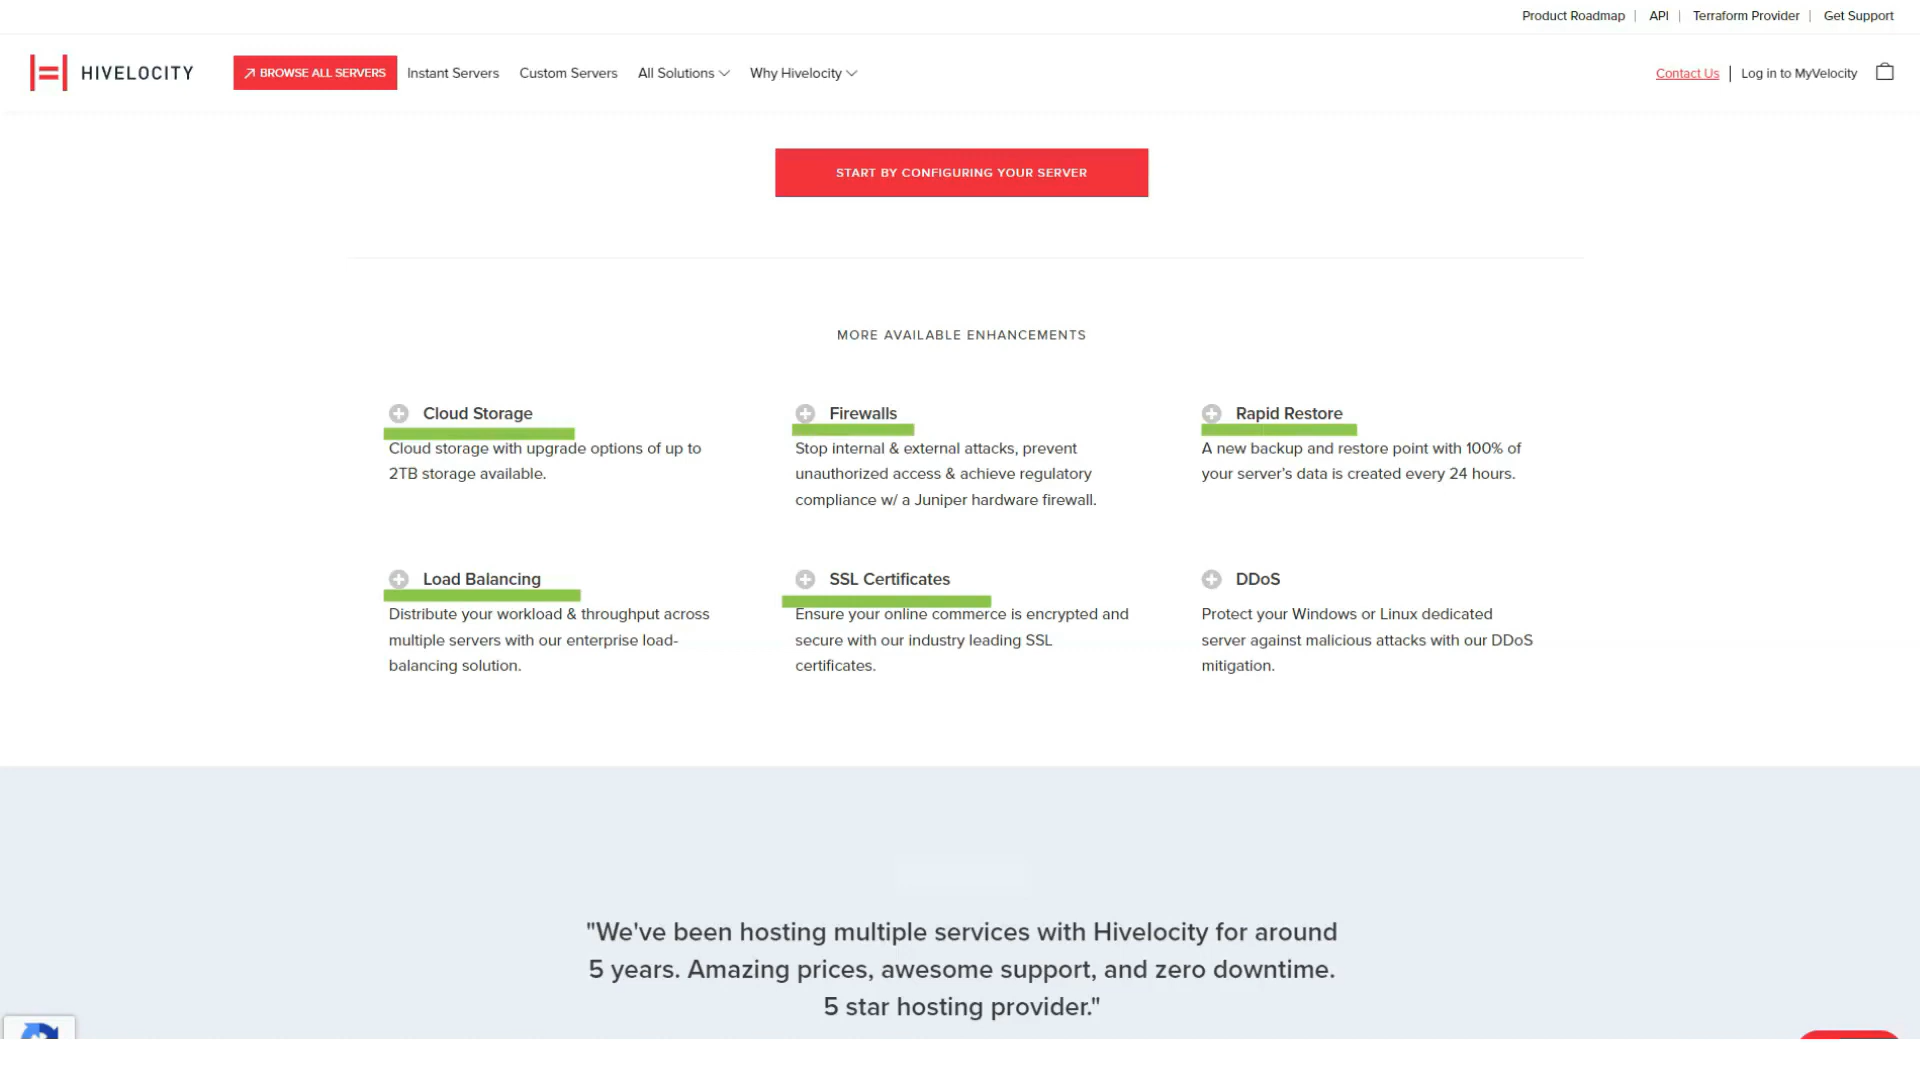 Product Roadmap | API | Terraform Provider | Get Support
HIVELOCITY
BROWSE ALL SERVERS
Instant Servers
Custom Servers
All Solutions
Why Hivelocity
Contact Us | Log in to MyVelocity
START BY CONFIGURING YOUR SERVER
MORE AVAILABLE ENHANCEMENTS
Cloud Storage
Cloud storage with upgrade options of up to
2TB storage available.
Firewalls
Stop internal & external attacks, prevent
unauthorized access & achieve regulatory
compliance w/ a Juniper hardware firewall.
Rapid Restore
A new backup and restore point with 100% of
your server's data is created every 24 hours.
Load Balancing
Distribute your workload & throughput across
multiple servers with our enterprise load-
balancing solution.
SSL Certificates
Ensure your online commerce is encrypted and
secure with our industry leading SSL
certificates.
DDoS
Protect your Windows or Linux dedicated
server against malicious attacks with our DDoS
mitigation.
"We've been hosting multiple services with Hivelocity for around
5 years. Amazing prices, awesome support, and zero downtime.
5 star hosting provider."